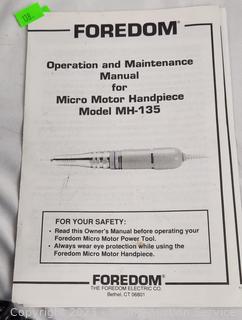 FOREDOM®
Operation and Maintenance
Manual
for
Micro Motor Handpiece
Model MH-135
FOR YOUR SAFETY:
• Read this Owner's Manual before operating your
Foredom Micro Motor Power Tool.
• Always wear eye protection while using the
Foredom Micro Motor Handpiece.
FOREDOM®
THE FOREDOM ELECTRIC CO.
Bethel, CT 06801